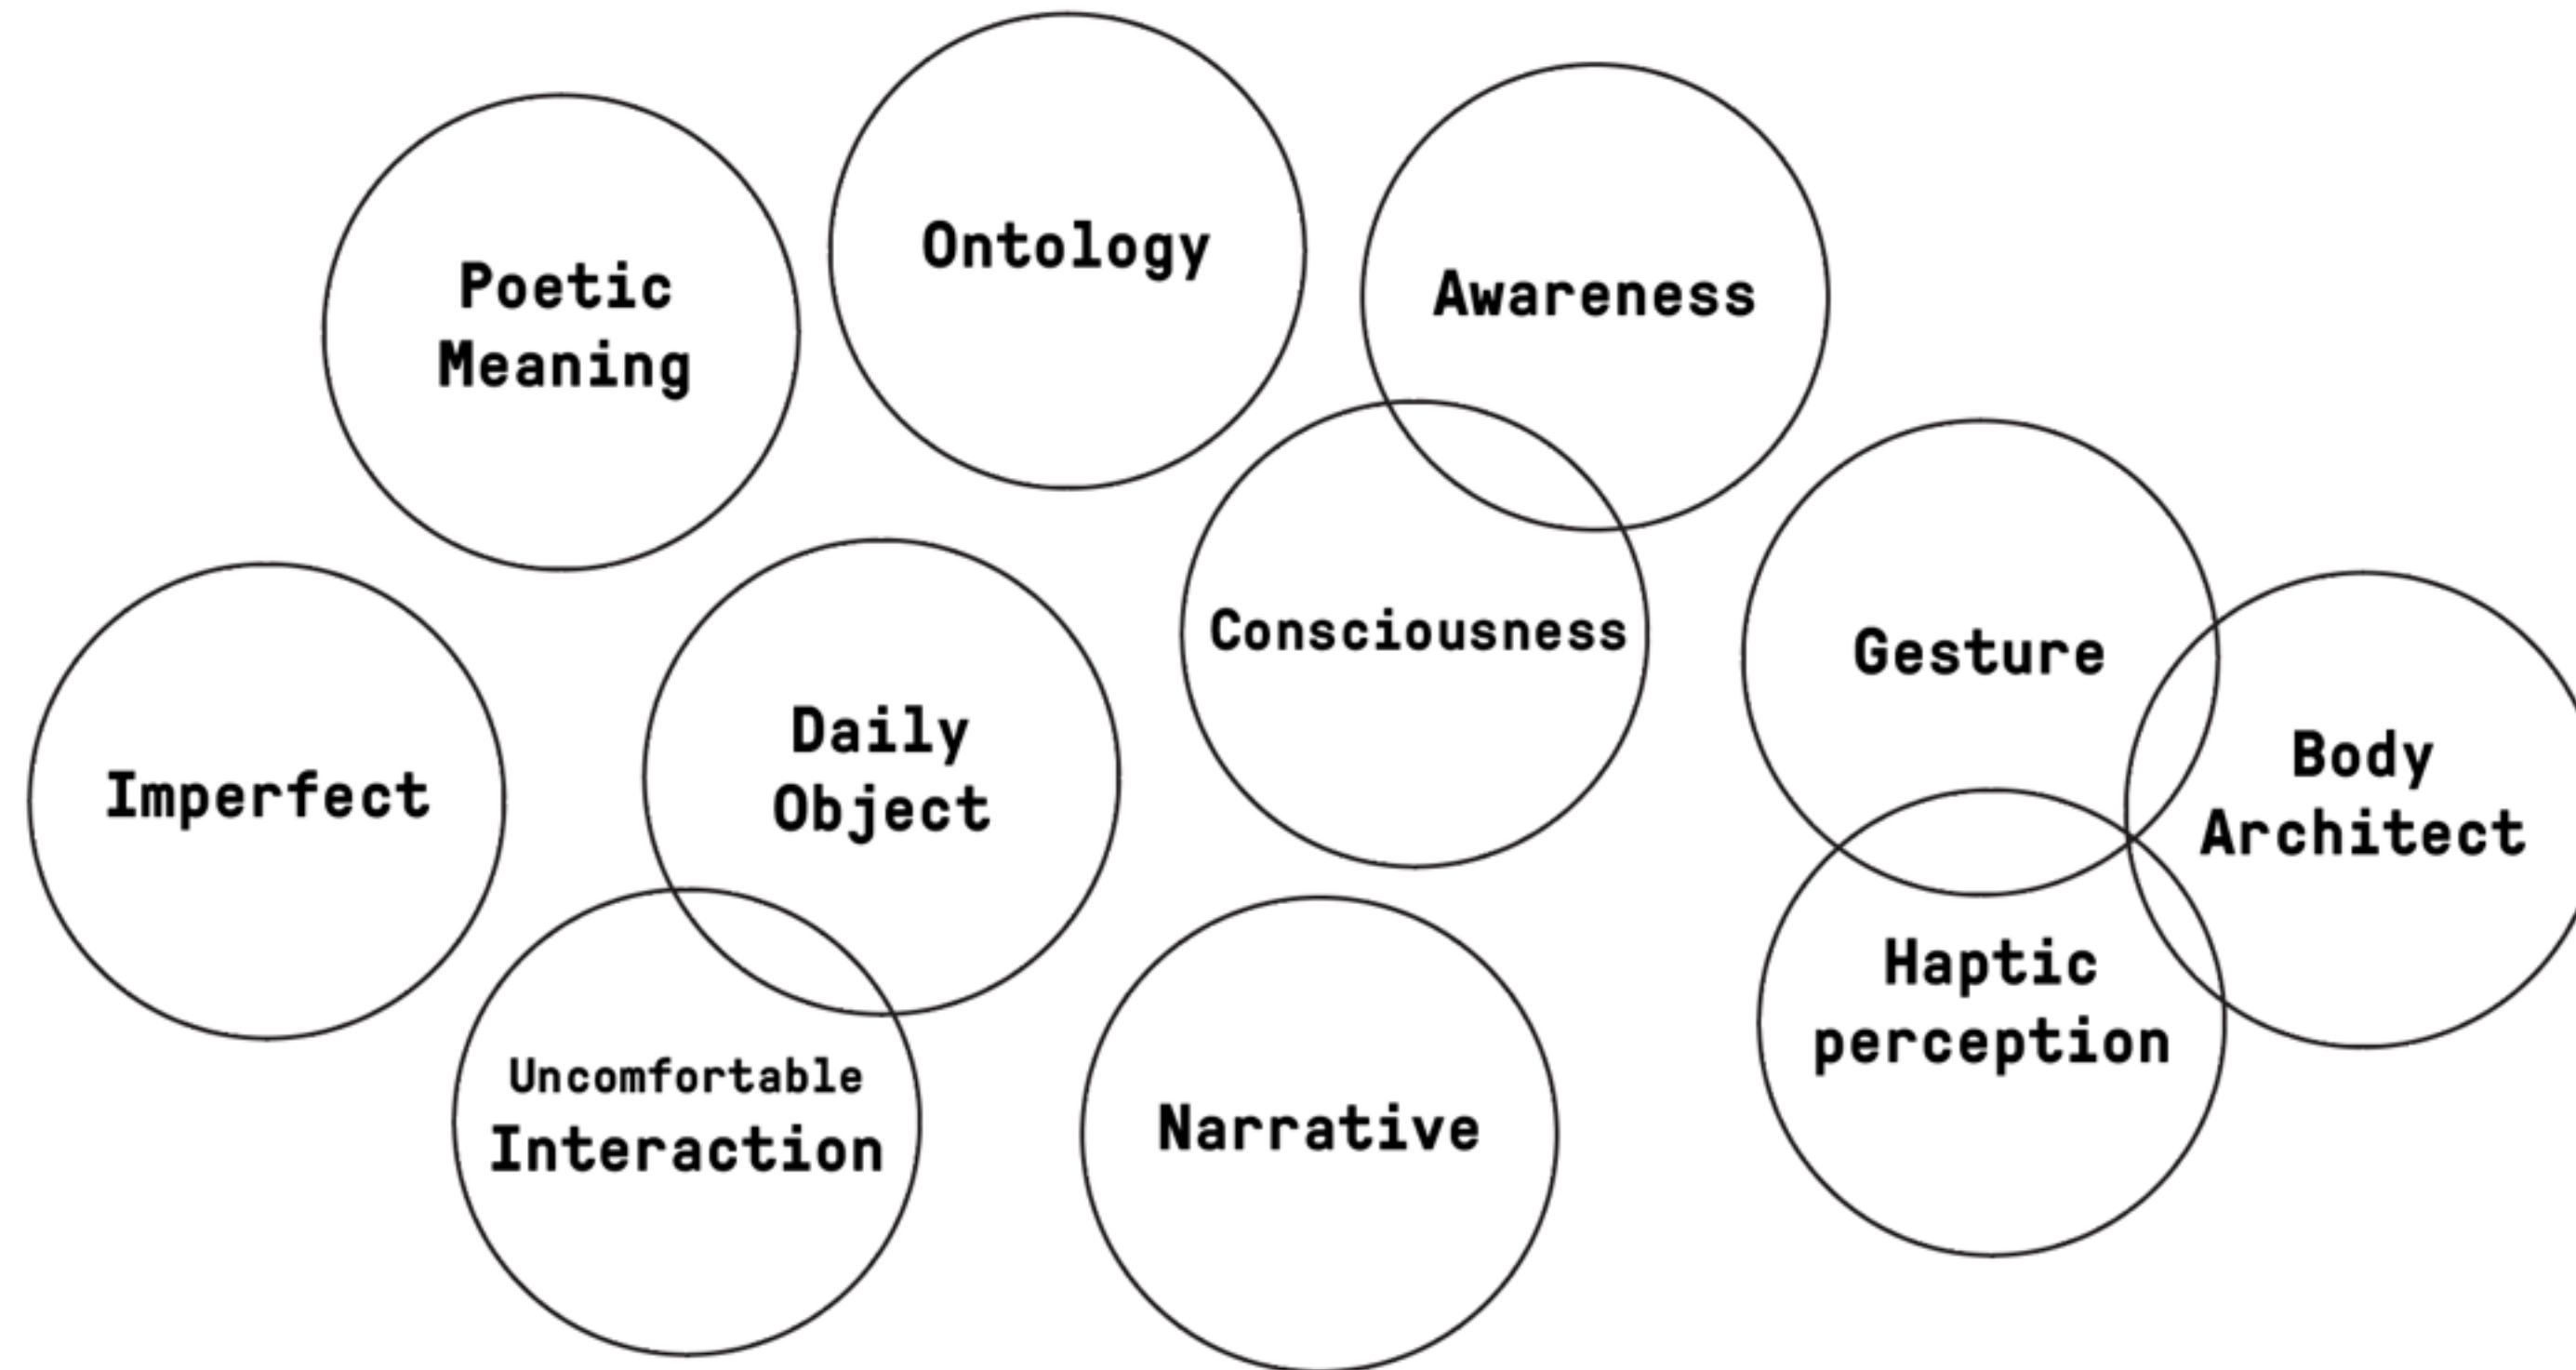 Poetic
Meaning
Ontology
Awareness
Imperfect
Daily
Object
Consciousness
Gesture
Body
Architect
Uncomfortable
Interaction
Narrative
Haptic
perception